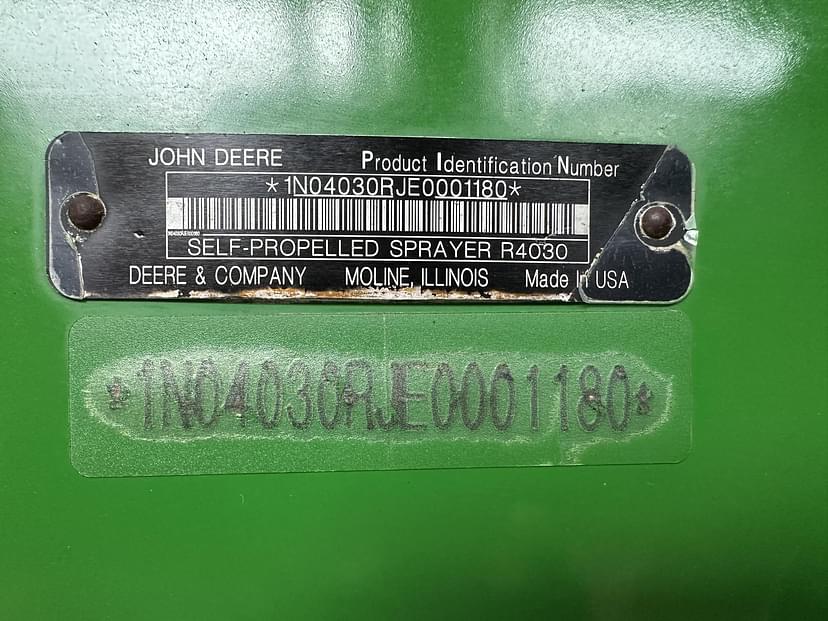 JOHN DEERE Product Identification Number
*1N04030RJE0001180*
SELF-PROPELLED SPRAYER R4030
DEERE & COMPANY MOLINE, ILLINOIS Made In USA
*1N04030RJE0001180*